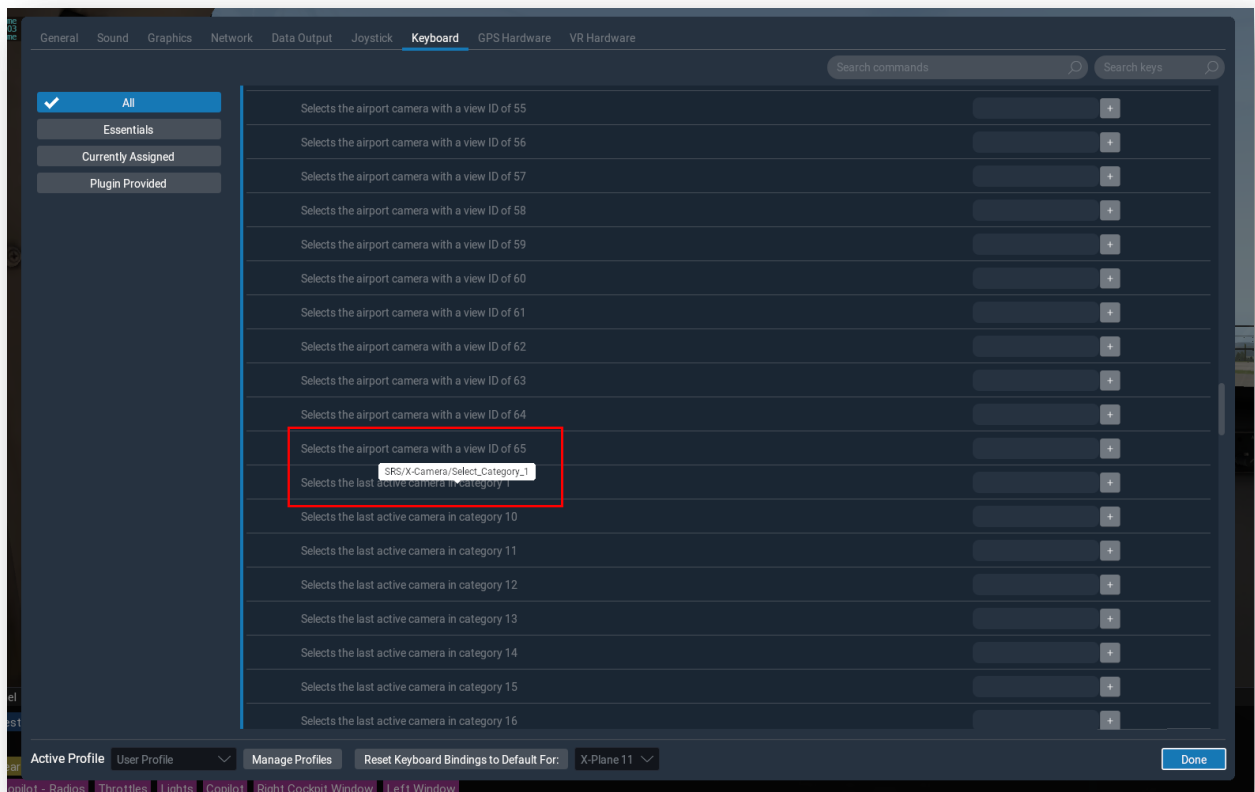 General Sound Graphics Network Data Output Joystick Keyboard GPS Hardware VR Hardware
Search commands Search keys
All
Essentials
Currently Assigned
Plugin Provided
Selects the airport camera with a view ID of 55 +
Selects the airport camera with a view ID of 56 +
Selects the airport camera with a view ID of 57 +
Selects the airport camera with a view ID of 58 +
Selects the airport camera with a view ID of 59 +
Selects the airport camera with a view ID of 60 +
Selects the airport camera with a view ID of 61 +
Selects the airport camera with a view ID of 62 +
Selects the airport camera with a view ID of 63 +
Selects the airport camera with a view ID of 64 +
Selects the airport camera with a view ID of 65 +
SRS/X-Camera/Select_Category_1
Selects the last active camera in category 1 +
Selects the last active camera in category 10 +
Selects the last active camera in category 11 +
Selects the last active camera in category 12 +
Selects the last active camera in category 13 +
Selects the last active camera in category 14 +
Selects the last active camera in category 15 +
Selects the last active camera in category 16 +
Active Profile User Profile Manage Profiles Reset Keyboard Bindings to Default For: X-Plane 11 Done
opilot - Radios Throttles Lights Copilot Right Cockpit Window Left Window